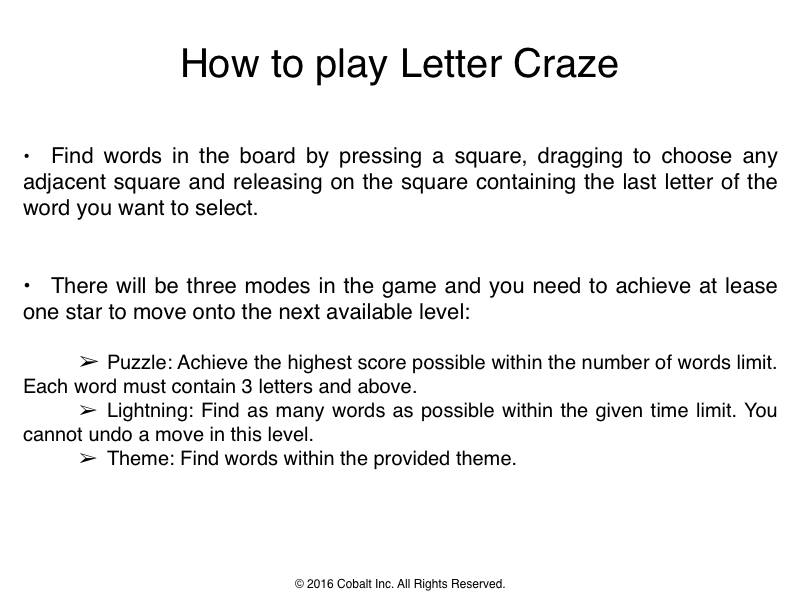 How to play Letter Craze
• Find words in the board by pressing a square, dragging to choose any
adjacent square and releasing on the square containing the last letter of the
word you want to select.
• There will be three modes in the game and you need to achieve at lease
one star to move onto the next available level:
➢ Puzzle: Achieve the highest score possible within the number of words limit.
Each word must contain 3 letters and above.
➢ Lightning: Find as many words as possible within the given time limit. You
cannot undo a move in this level.
➢ Theme: Find words within the provided theme.
© 2016 Cobalt Inc. All Rights Reserved.